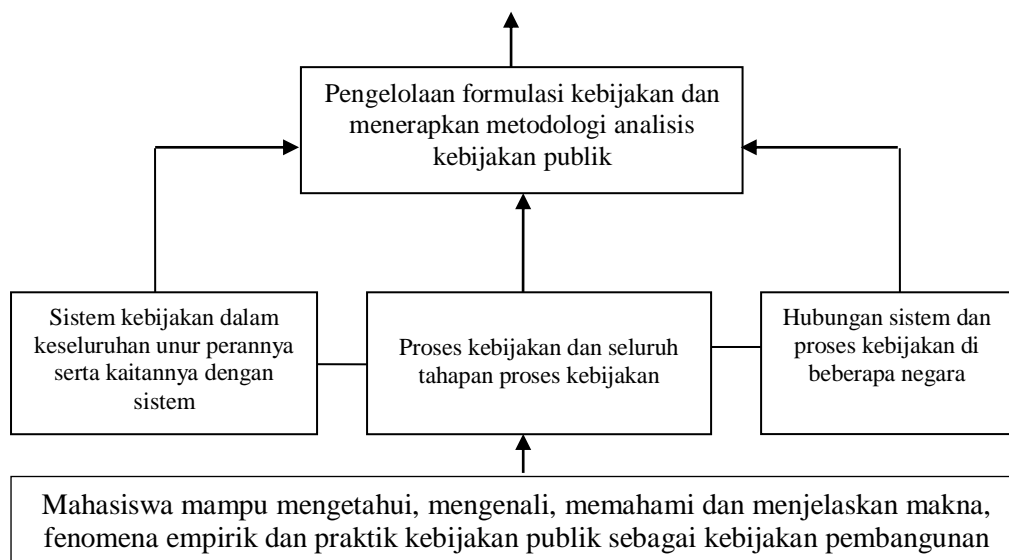 Pengelolaan formulasi kebijakan dan
menerapkan metodologi analisis
kebijakan publik
Sistem kebijakan dalam
keseluruhan unur perannya
serta kaitannya dengan
sistem
Proses kebijakan dan seluruh
tahapan proses kebijakan
Hubungan sistem dan
proses kebijakan di
beberapa negara
Mahasiswa mampu mengetahui, mengenali, memahami dan menjelaskan makna,
fenomena empirik dan praktik kebijakan publik sebagai kebijakan pembangunan